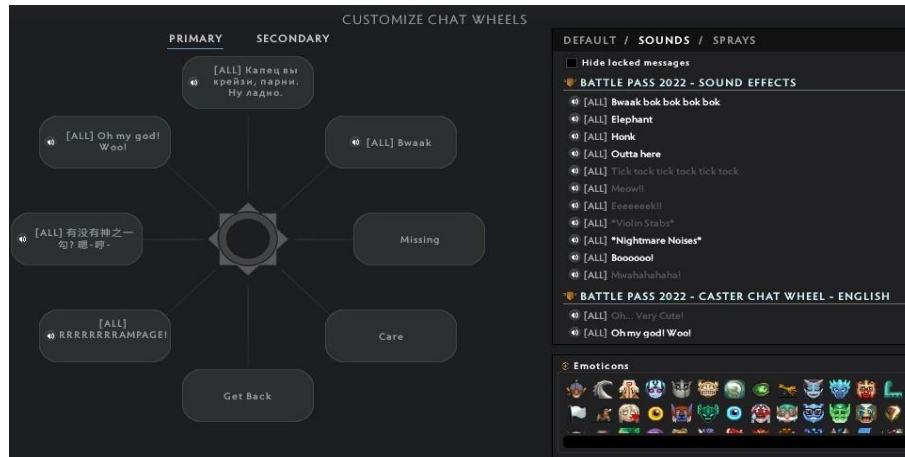 CUSTOMIZE CHAT WHEELS
PRIMARY SECONDARY
[ALL] Капец вы
крейзи, парни.
Ну ладно.
[ALL] Oh my god!
Woo!
[ALL] Bwaak
[ALL] 有没有神之一
勾? 嗯-哼-
Missing
[ALL]
RRRRRRRRAMPAGE!
Care
Get Back
DEFAULT / SOUNDS / SPRAYS
Hide locked messages
BATTLE PASS 2022 - SOUND EFFECTS
[ALL] Bwaak bok bok bok bok
[ALL] Elephant
[ALL] Honk
[ALL] Outta here
[ALL] Tick tock tick tock tick tock
[ALL] Meow!!
[ALL] Eeeeeeek!!
[ALL] *Violin Stabs*
[ALL] *Nightmare Noises*
[ALL] Boooooo!
[ALL] Mwahahahaha!
BATTLE PASS 2022 - CASTER CHAT WHEEL - ENGLISH
[ALL] Oh... Very Cute!
[ALL] Oh my god! Woo!
Emoticons